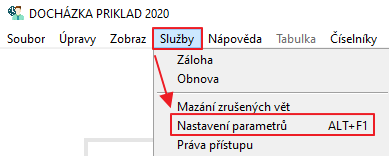 DOCHÁZKA PRIKLAD 2020
Soubor Úpravy Zobraz Služby Nápověda Tabulka Číselníky
Záloha
Obnova
Mazání zrušených vět
Nastavení parametrů ALT+F1
Práva přístupu